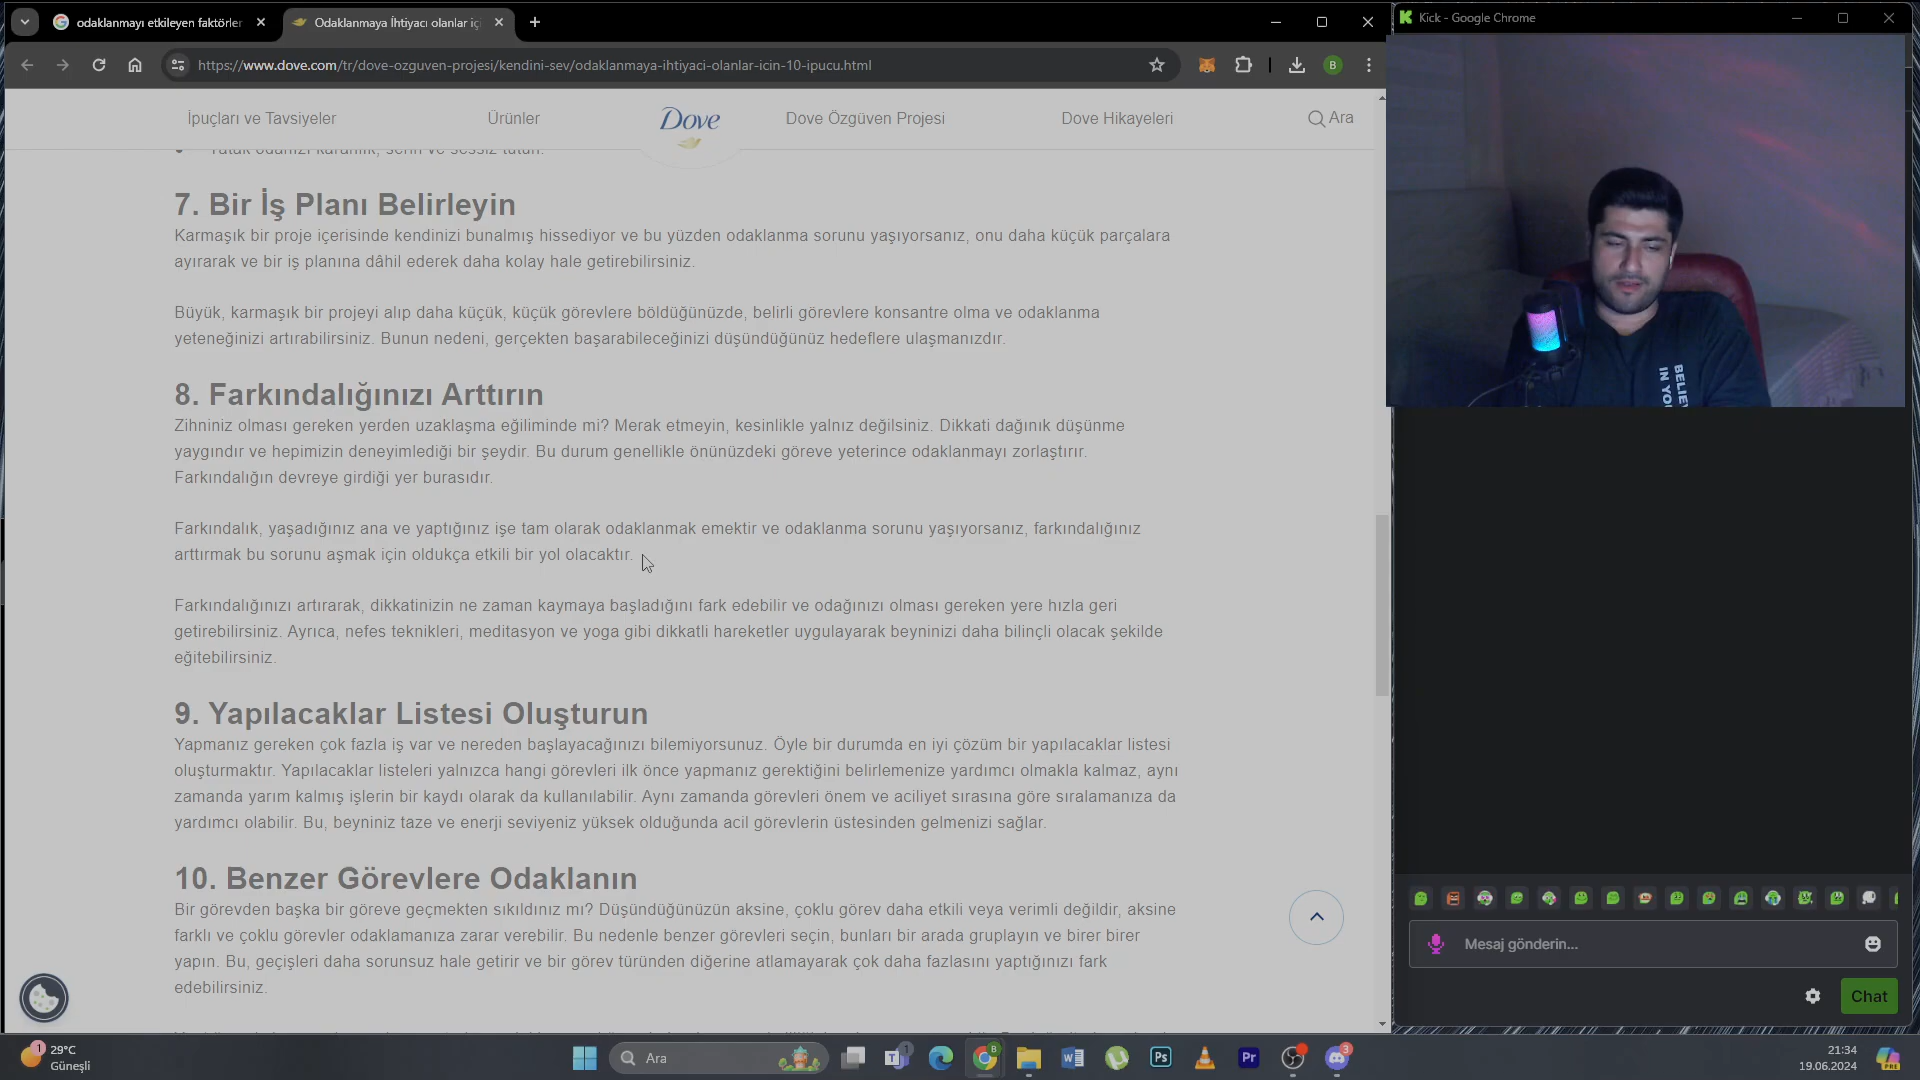 odaklanmayı etkileyen faktörler
Odaklanmaya İhtiyacı olanlar içi
Kick - Google Chrome
https://www.dove.com/tr/dove-ozguven-projesi/kendini-sev/odaklanmaya-ihtiyaci-olanlar-icin-10-ipucu.html
B
İpuçları ve Tavsiyeler
Ürünler
Dove
Dove Özgüven Projesi
Dove Hikayeleri
Ara
Yatak odanızı karanlık, serin ve sessiz tutun.
7. Bir İş Planı Belirleyin
Karmaşık bir proje içerisinde kendinizi bunalmış hissediyor ve bu yüzden odaklanma sorunu yaşıyorsanız, onu daha küçük parçalara
ayırarak ve bir iş planına dâhil ederek daha kolay hale getirebilirsiniz.
Büyük, karmaşık bir projeyi alıp daha küçük, küçük görevlere böldüğünüzde, belirli görevlere konsantre olma ve odaklanma
yeteneğinizi artırabilirsiniz. Bunun nedeni, gerçekten başarabileceğinizi düşündüğünüz hedeflere ulaşmanızdır.
8. Farkındalığınızı Arttırın
Zihniniz olması gereken yerden uzaklaşma eğiliminde mi? Merak etmeyin, kesinlikle yalnız değilsiniz. Dikkati dağınık düşünme
yaygındır ve hepimizin deneyimlediği bir şeydir. Bu durum genellikle önünüzdeki göreve yeterince odaklanmayı zorlaştırır.
Farkındalığın devreye girdiği yer burasıdır.
Farkındalık, yaşadığınız ana ve yaptığınız işe tam olarak odaklanmak emektir ve odaklanma sorunu yaşıyorsanız, farkındalığınız
arttırmak bu sorunu aşmak için oldukça etkili bir yol olacaktır.
Farkındalığınızı artırarak, dikkatinizin ne zaman kaymaya başladığını fark edebilir ve odağınızı olması gereken yere hızla geri
getirebilirsiniz. Ayrıca, nefes teknikleri, meditasyon ve yoga gibi dikkatli hareketler uygulayarak beyninizi daha bilinçli olacak şekilde
eğitebilirsiniz.
9. Yapılacaklar Listesi Oluşturun
Yapmanız gereken çok fazla iş var ve nereden başlayacağınızı bilemiyorsunuz. Öyle bir durumda en iyi çözüm bir yapılacaklar listesi
oluşturmaktır. Yapılacaklar listeleri yalnızca hangi görevleri ilk önce yapmanız gerektiğini belirlemenize yardımcı olmakla kalmaz, aynı
zamanda yarım kalmış işlerin bir kaydı olarak da kullanılabilir. Aynı zamanda görevleri önem ve aciliyet sırasına göre sıralamanıza da
yardımcı olabilir. Bu, beyniniz taze ve enerji seviyeniz yüksek olduğunda acil görevlerin üstesinden gelmenizi sağlar.
10. Benzer Görevlere Odaklanın
Bir görevden başka bir göreve geçmekten sıkıldınız mı? Düşündüğünüzün aksine, çoklu görev daha etkili veya verimli değildir, aksine
farklı ve çoklu görevler odaklamanıza zarar verebilir. Bu nedenle benzer görevleri seçin, bunları bir arada gruplayın ve birer birer
yapın. Bu, geçişleri daha sorunsuz hale getirir ve bir görev türünden diğerine atlamayarak çok daha fazlasını yaptığınızı fark
edebilirsiniz.
BELIE
IN YO
Mesaj gönderin...
Chat
1
29°C
Güneşli
Ara
1
B
Ps
Pr
3
21:34
19.06.2024
PRE